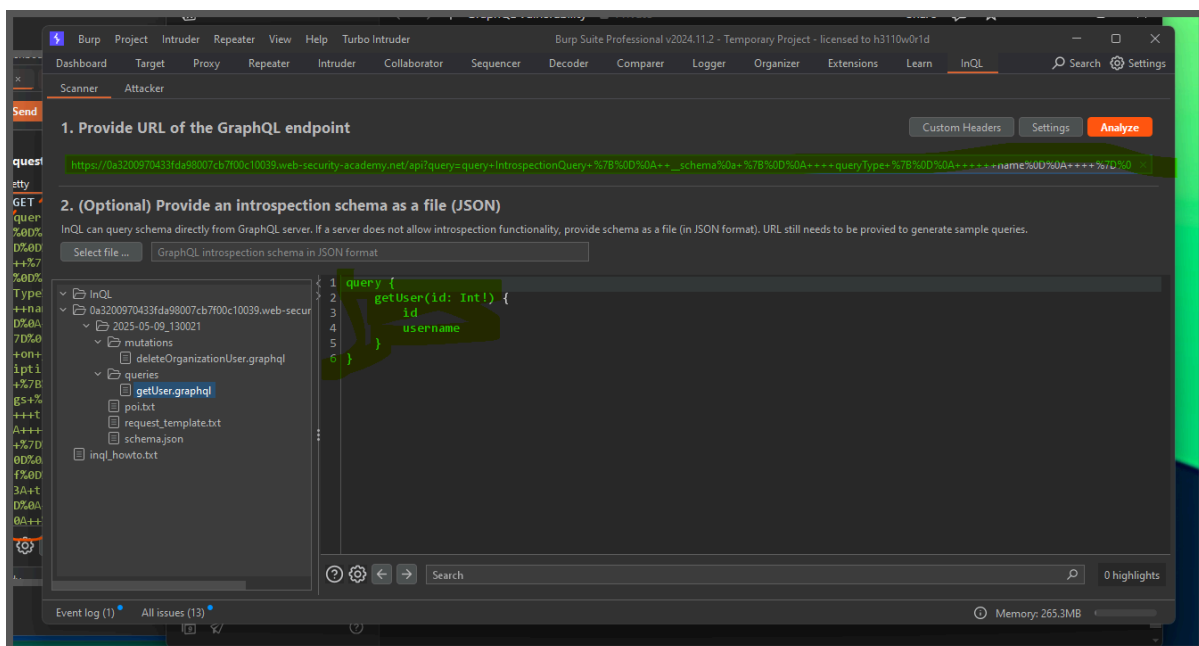 Burp Project Intruder Repeater View Help Turbo Intruder Burp Suite Professional v2024.11.2 - Temporary Project - licensed to h3110w0r1d
Dashboard Target Proxy Repeater Intruder Collaborator Sequencer Decoder Comparer Logger Organizer Extensions Learn InQL Search Settings
Scanner Attacker
Send
1. Provide URL of the GraphQL endpoint
Custom Headers Settings Analyze
https://0a3200970433fda98007cb7f00c10039.web-security-academy.net/api?query=query+IntrospectionQuery+%7B%0D%0A++__schema%0a+%7B%0D%0A++++queryType+%7B%0D%0A++++++name%0D%0A++++%7D%0
2. (Optional) Provide an introspection schema as a file (JSON)
InQL can query schema directly from GraphQL server. If a server does not allow introspection functionality, provide schema as a file (in JSON format). URL still needs to be provied to generate sample queries.
Select file ... GraphQL introspection schema in JSON format
InQL
0a3200970433fda98007cb7f00c10039.web-secur
2025-05-09_130021
mutations
deleteOrganizationUser.graphql
queries
getUser.graphql
poi.txt
request_template.txt
schema.json
inql_howto.txt
1 query {
2 getUser(id: Int!) {
3 id
4 username
5 }
6 }
Search
0 highlights
Event log (1) All issues (13) Memory: 265.3MB